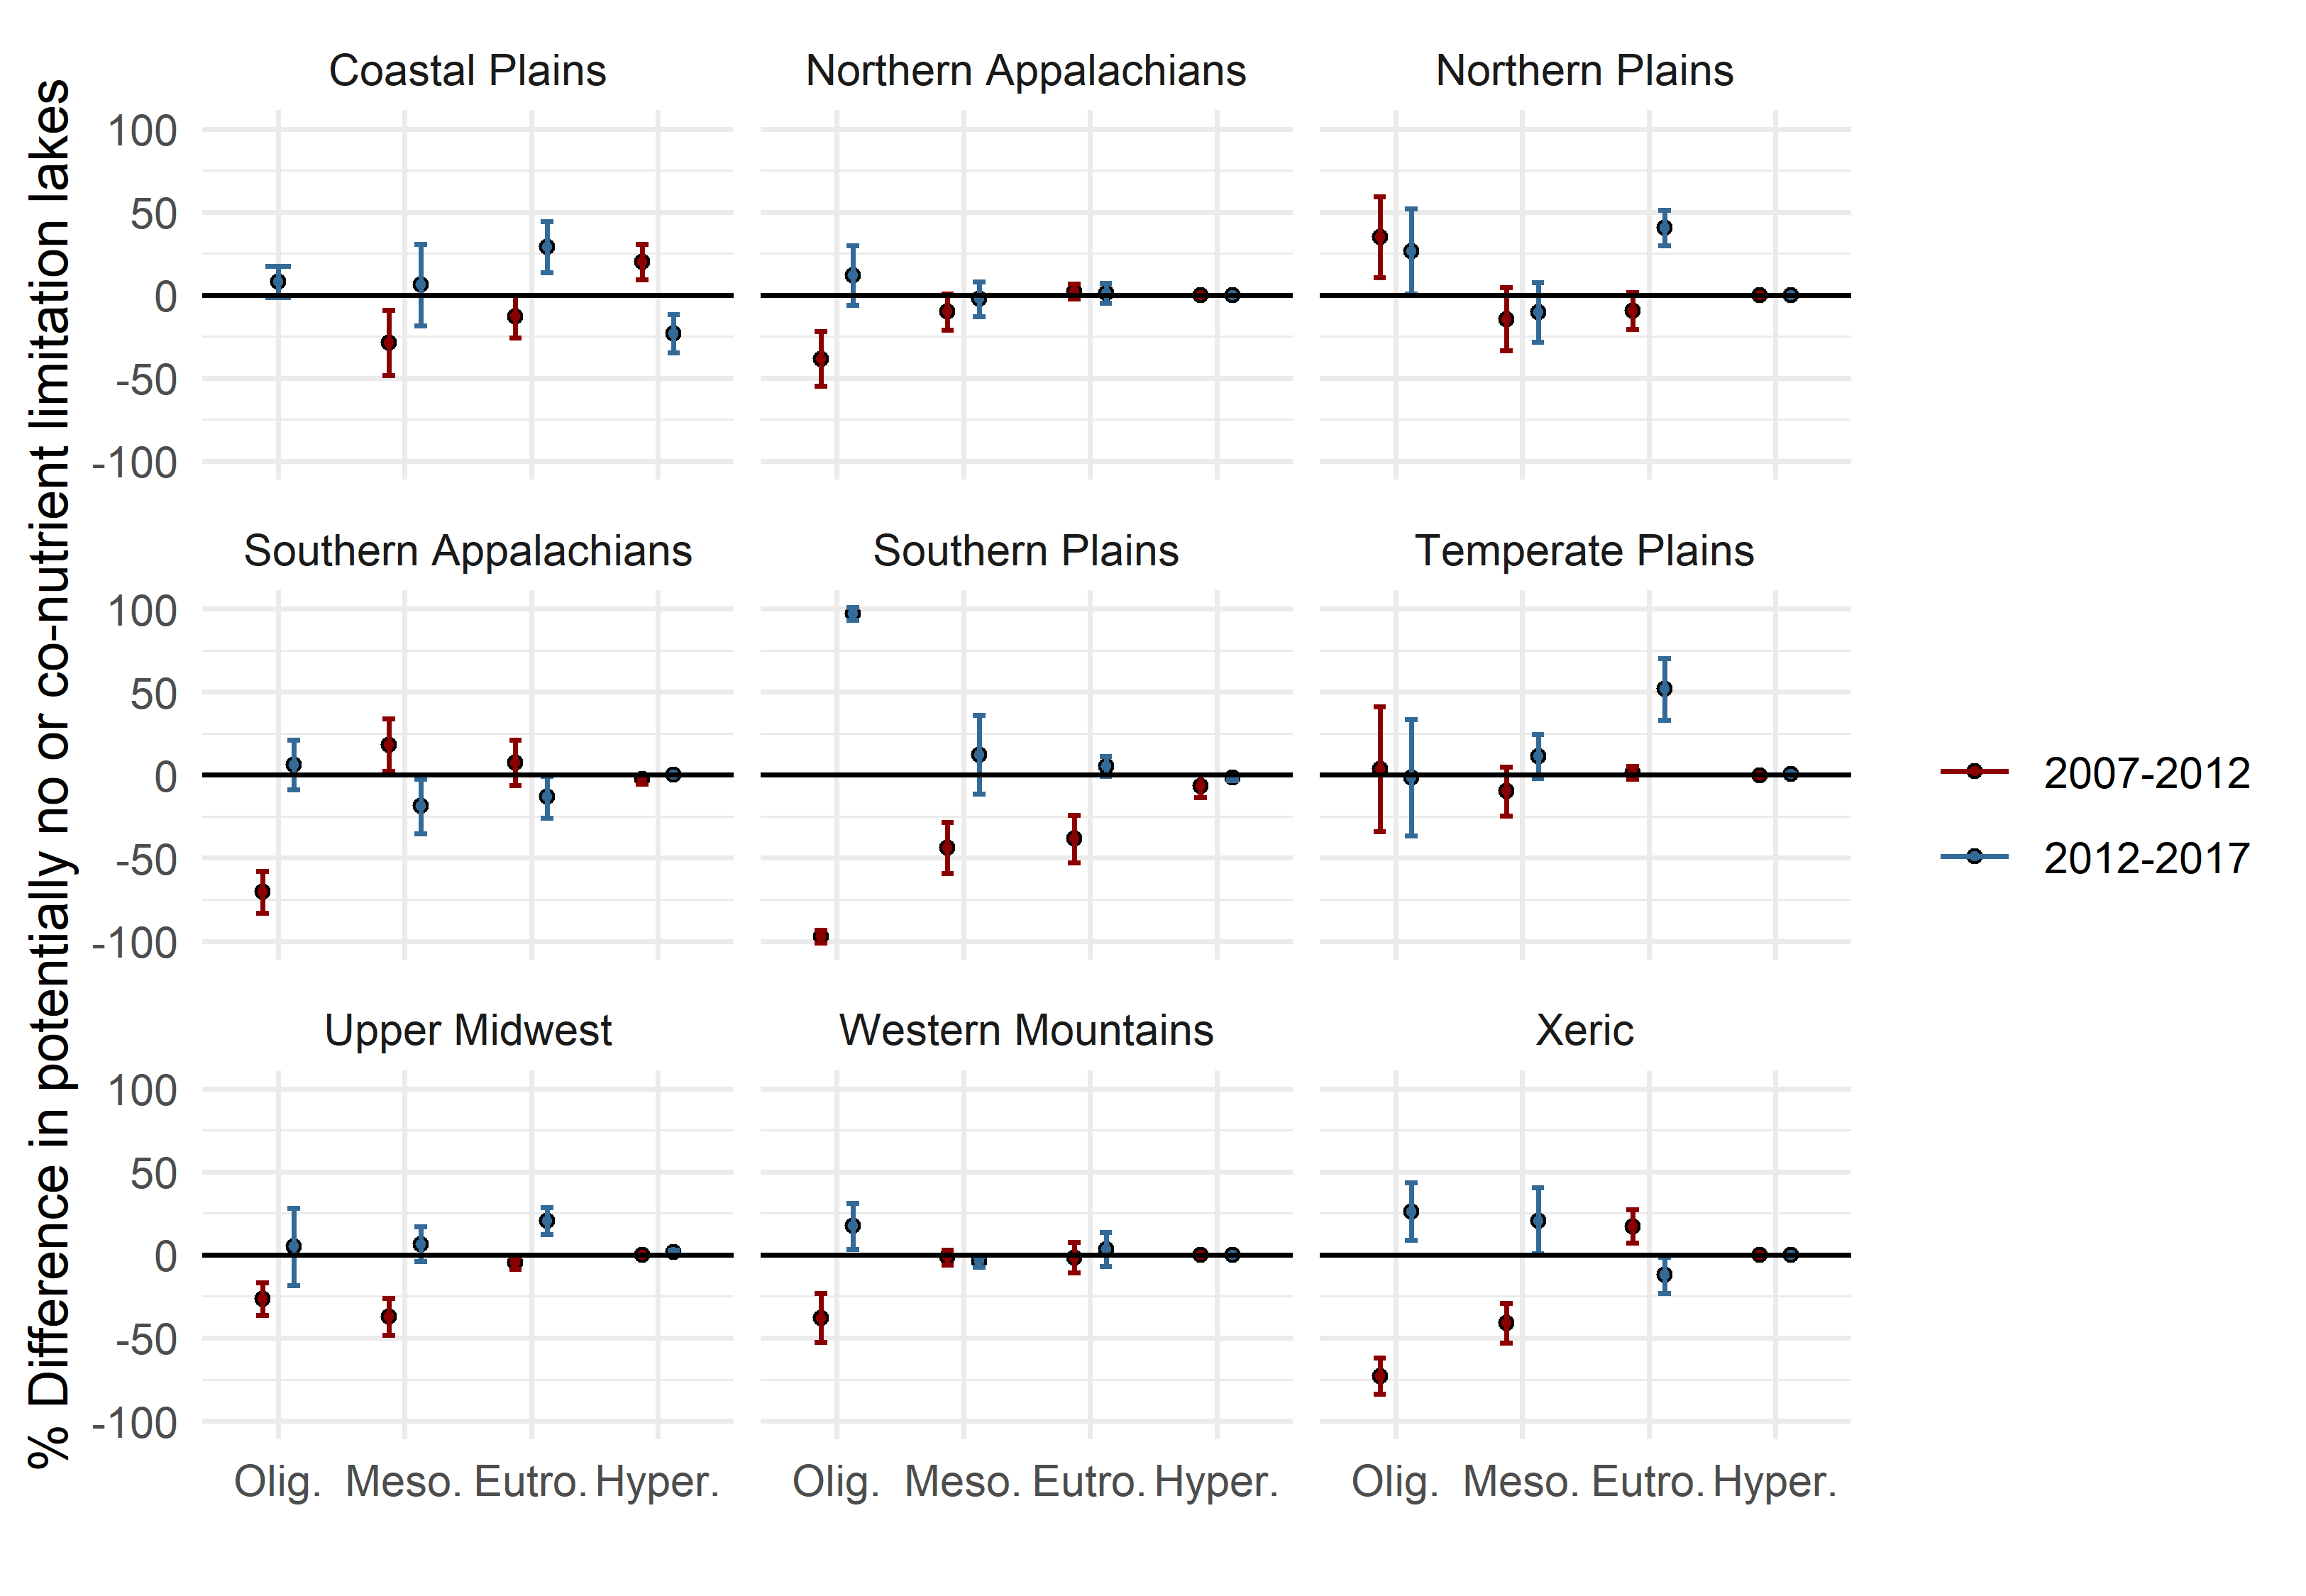 % Difference in potentially no or co-nutrient limitation lakes
Coastal Plains
Northern Appalachians
Northern Plains
100
50
0
-50
-100
Southern Appalachians
Southern Plains
Temperate Plains
100
50
0
-50
-100
2007-2012
2012-2017
Upper Midwest
Western Mountains
Xeric
100
50
0
-50
-100
Olig. Meso. Eutro. Hyper.
Olig. Meso. Eutro. Hyper.
Olig. Meso. Eutro. Hyper.